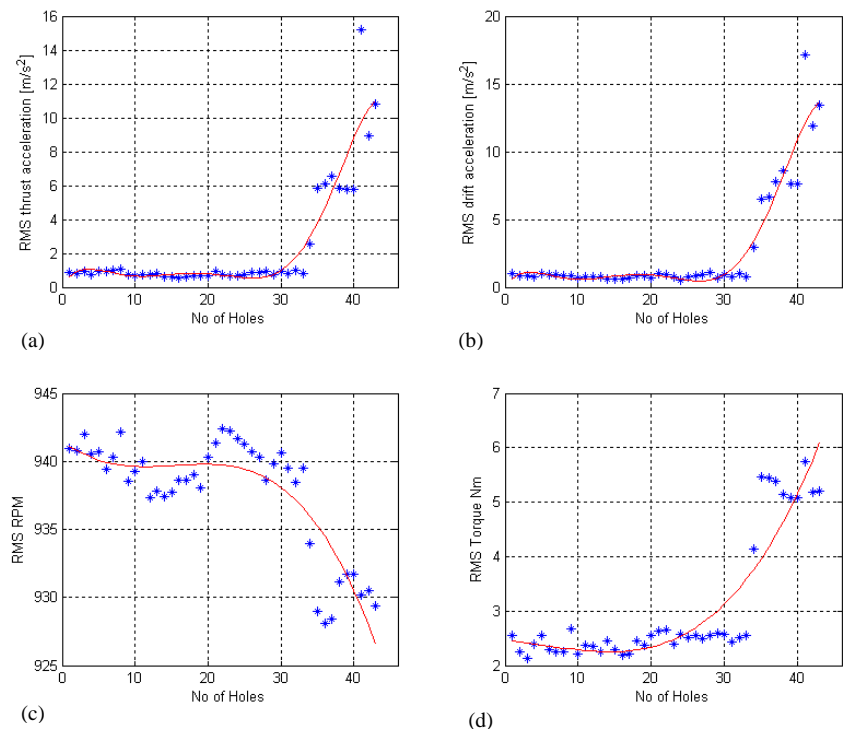 16
14
12
10
8
6
4
2
0
RMS thrust acceleration [m/s²]
0 10 20 30 40
No of Holes
(a)
20
15
10
5
0
RMS drift acceleration [m/s²]
0 10 20 30 40
No of Holes
(b)
945
940
935
930
925
RMS RPM
0 10 20 30 40
No of Holes
(c)
7
6
5
4
3
2
RMS Torque Nm
0 10 20 30 40
No of Holes
(d)